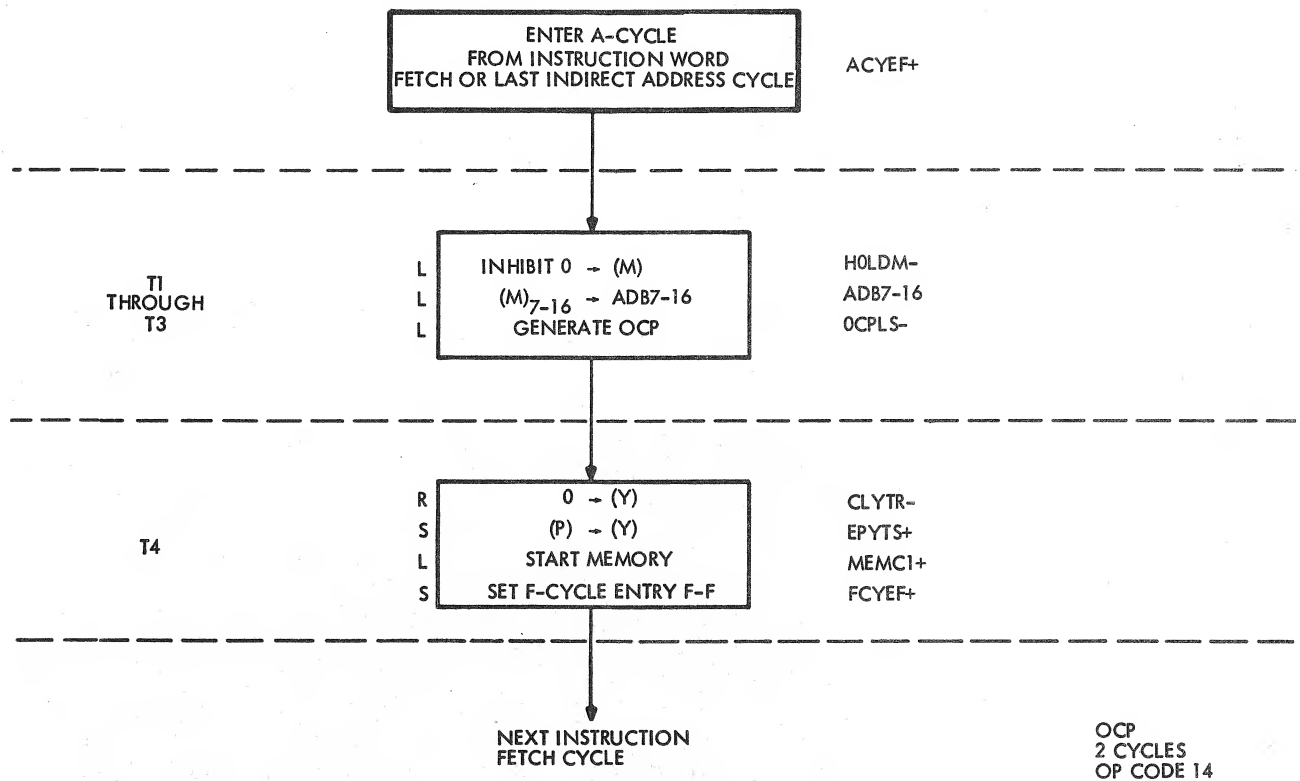 ENTER A-CYCLE
FROM INSTRUCTION WORD
FETCH OR LAST INDIRECT ADDRESS CYCLE
ACYEF+
T1
THROUGH
T3
L INHIBIT 0 → (M) HOLDM-
L (M)7-16 → ADB7-16 ADB7-16
L GENERATE OCP OCPLS-
T4
R 0 → (Y) CLYTR-
S (P) → (Y) EPYTS+
L START MEMORY MEMC1+
S SET F-CYCLE ENTRY F-F FCYEF+
NEXT INSTRUCTION
FETCH CYCLE
OCP
2 CYCLES
OP CODE 14